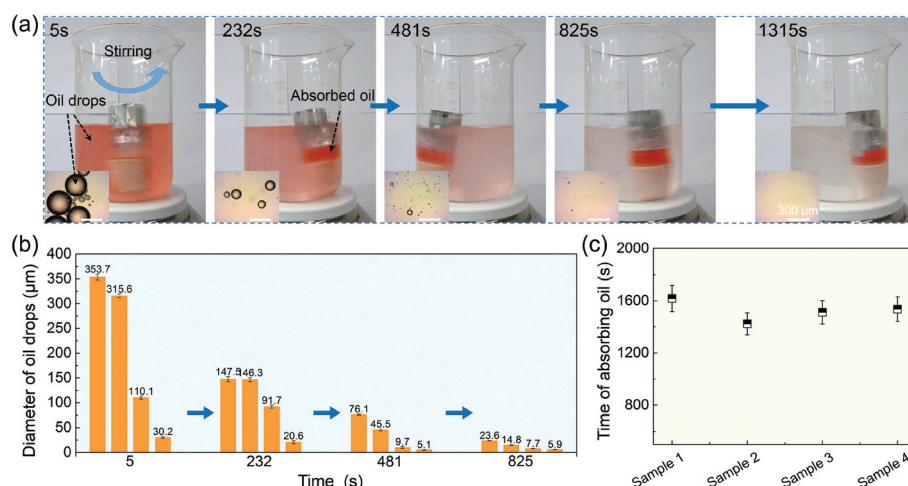 (a)
5s
232s
481s
825s
1315s
Stirring
Oil drops
Absorbed oil
300 μm
(b)
Diameter of oil drops (μm)
400
350
300
250
200
150
100
50
0
353.7
315.6
110.1
30.2
147.5
146.3
91.7
20.6
76.1
45.5
9.7
5.1
23.6
14.8
7.7
5.9
5
232
481
825
Time (s)
(c)
Time of absorbing oil (s)
2000
1600
1200
800
Sample 1
Sample 2
Sample 3
Sample 4